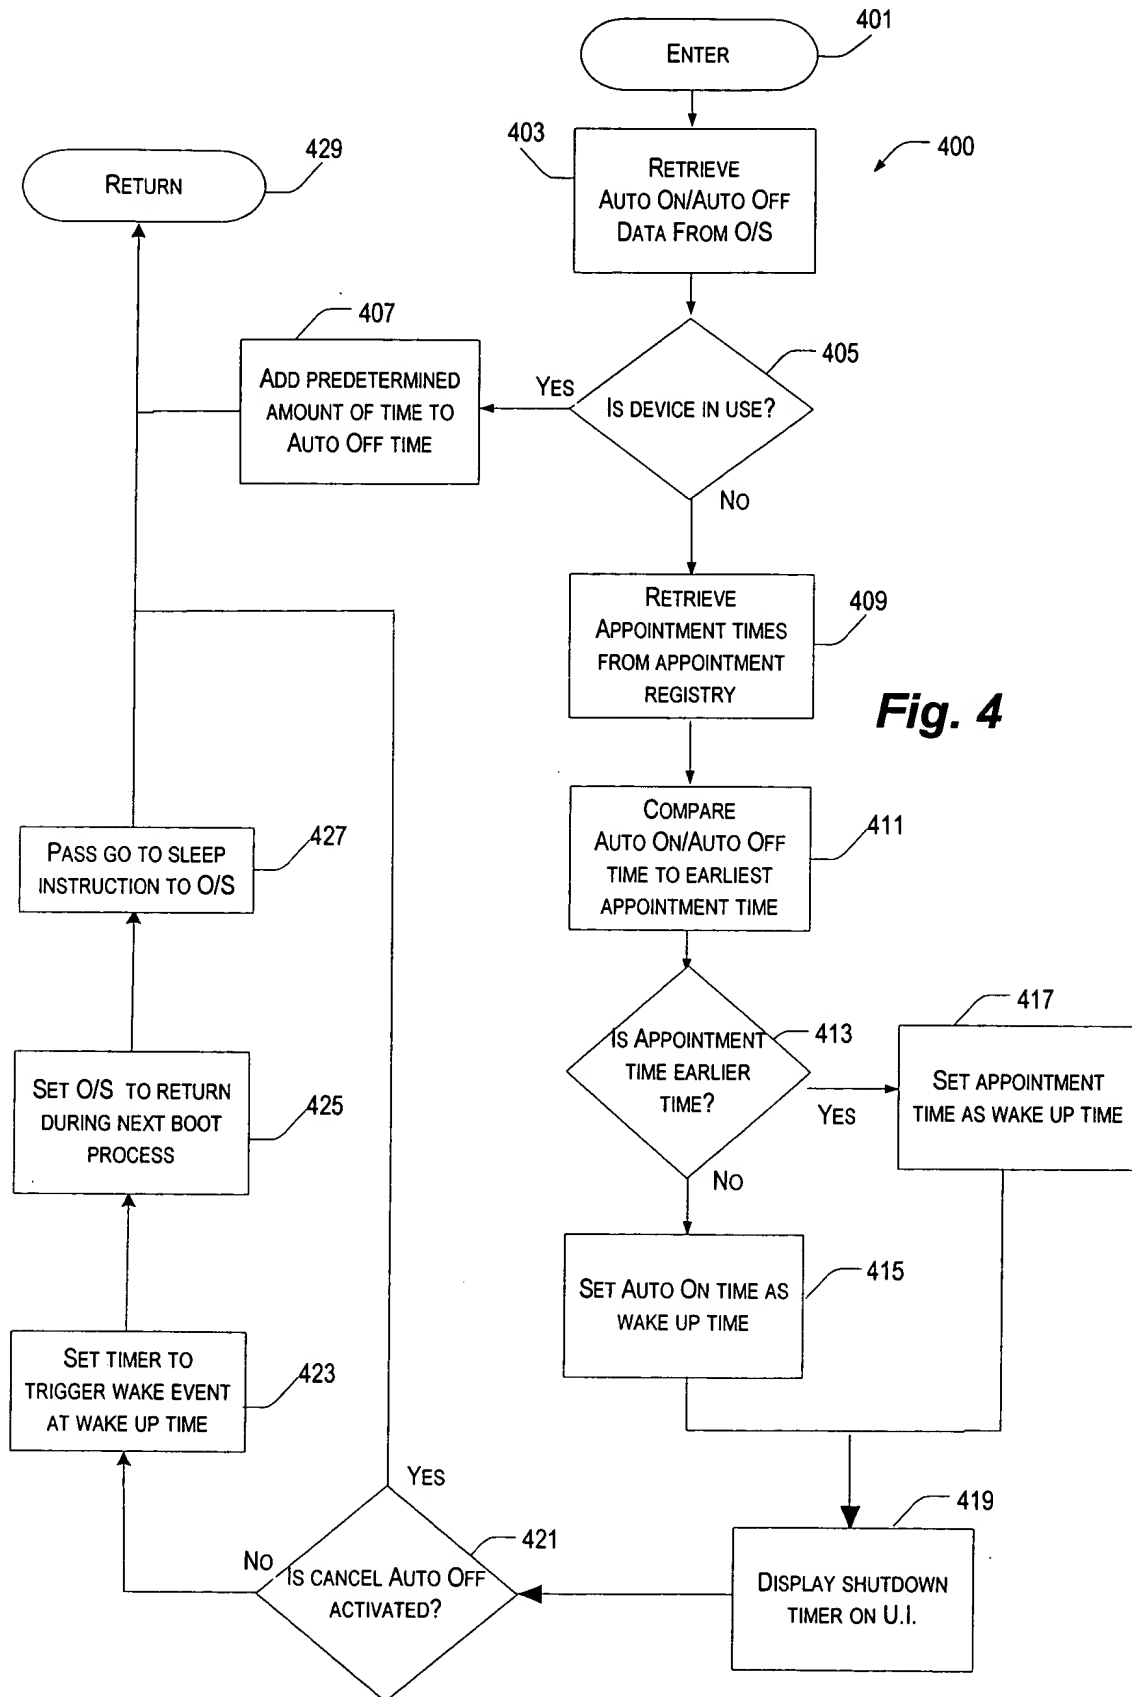 ENTER
401
403
RETRIEVE
AUTO ON/AUTO OFF
DATA FROM O/S
400
RETURN
429
407
ADD PREDETERMINED
AMOUNT OF TIME TO
AUTO OFF TIME
YES
405
IS DEVICE IN USE?
NO
RETRIEVE
APPOINTMENT TIMES
FROM APPOINTMENT
REGISTRY
409
Fig. 4
COMPARE
AUTO ON/AUTO OFF
TIME TO EARLIEST
APPOINTMENT TIME
411
PASS GO TO SLEEP
INSTRUCTION TO O/S
427
IS APPOINTMENT
TIME EARLIER
TIME?
413
YES
417
SET APPOINTMENT
TIME AS WAKE UP TIME
NO
SET O/S TO RETURN
DURING NEXT BOOT
PROCESS
425
SET AUTO ON TIME AS
WAKE UP TIME
415
SET TIMER TO
TRIGGER WAKE EVENT
AT WAKE UP TIME
423
YES
419
DISPLAY SHUTDOWN
TIMER ON U.I.
421
NO
IS CANCEL AUTO OFF
ACTIVATED?